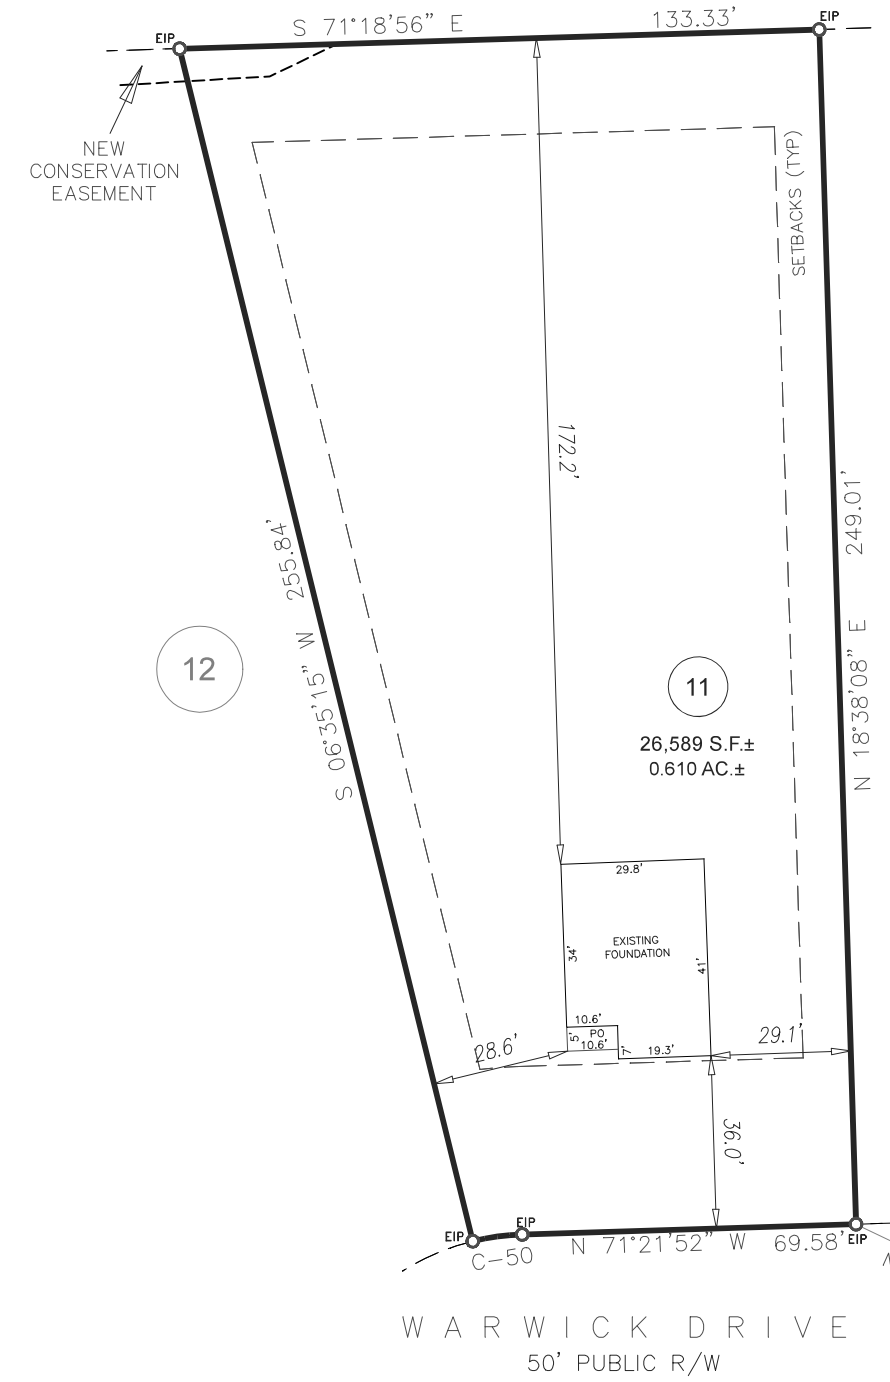 EIP
S 71°18'56" E
133.33'
EIP
NEW
CONSERVATION
EASEMENT
SETBACKS (TYP)
172.2'
249.01'
N 18°38'08" E
255.84'
S 06°35'15" W
12
11
26,589 S.F.±
0.610 AC.±
29.8'
EXISTING
FOUNDATION
34'
41'
10.6'
PO
5'
10.6'
7'
19.3'
28.6'
29.1'
36.0'
EIP
EIP
C-50
N 71°21'52" W
69.58'
EIP
WARWICK DRIVE
50' PUBLIC R/W